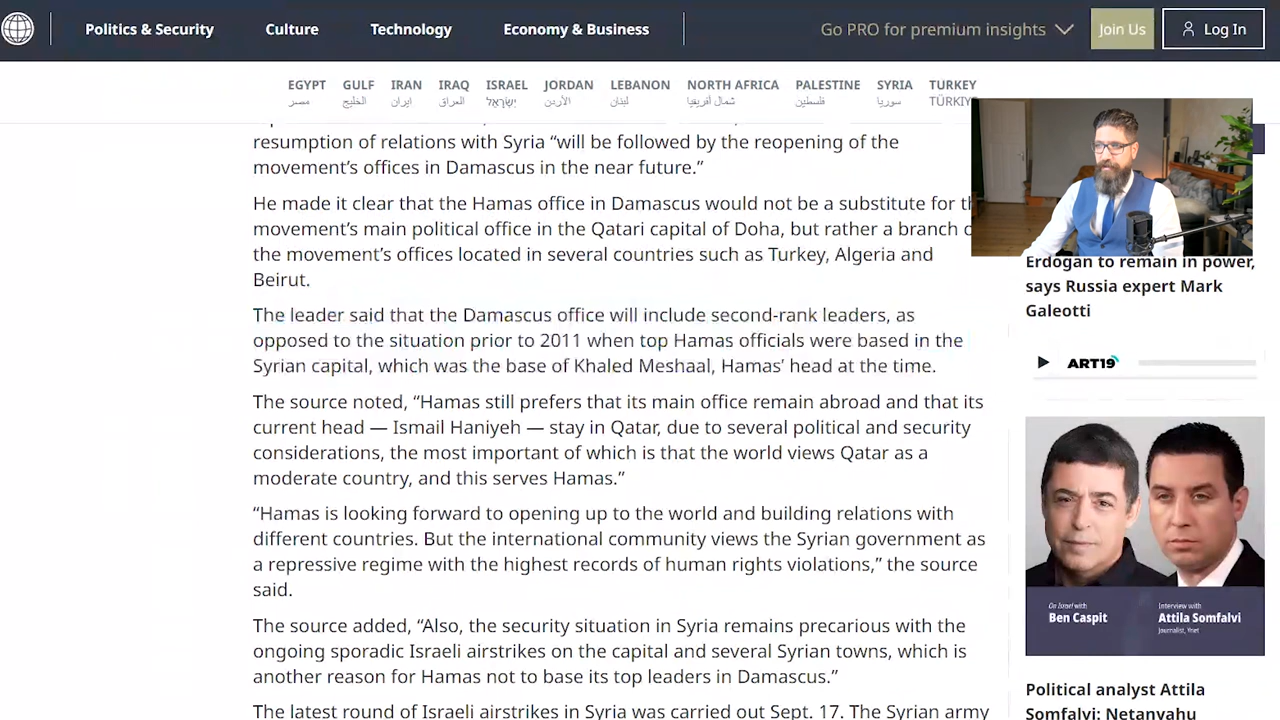 Politics & Security
Culture
Technology
Economy & Business
Go PRO for premium insights
Join Us
Log In
EGYPT
GULF
IRAN
IRAQ
ISRAEL
JORDAN
LEBANON
NORTH AFRICA
PALESTINE
SYRIA
TURKEY
مصر
الخليج
ایران
العراق
יִשְׂרָאֵל
الأردن
لبنان
شمال أفريقيا
فلسطين
سوريا
resumption of relations with Syria “will be followed by the reopening of the
movement’s offices in Damascus in the near future.”
He made it clear that the Hamas office in Damascus would not be a substitute for
movement’s main political office in the Qatari capital of Doha, but rather a branch
the movement’s offices located in several countries such as Turkey, Algeria and
Beirut.
The leader said that the Damascus office will include second-rank leaders, as
opposed to the situation prior to 2011 when top Hamas officials were based in the
Syrian capital, which was the base of Khaled Meshaal, Hamas’ head at the time.
The source noted, “Hamas still prefers that its main office remain abroad and that its
current head — Ismail Haniyeh — stay in Qatar, due to several political and security
considerations, the most important of which is that the world views Qatar as a
moderate country, and this serves Hamas.”
“Hamas is looking forward to opening up to the world and building relations with
different countries. But the international community views the Syrian government as
a repressive regime with the highest records of human rights violations,” the source
said.
The source added, “Also, the security situation in Syria remains precarious with the
ongoing sporadic Israeli airstrikes on the capital and several Syrian towns, which is
another reason for Hamas not to base its top leaders in Damascus.”
The latest round of Israeli airstrikes in Syria was carried out Sept. 17. The Syrian army
Erdogan to remain in power,
says Russia expert Mark
Galeotti
ART19
On Israel with
Ben Caspit
Interview with
Attila Somfalvi
Journalist, Ynet
Political analyst Attila
Somfalvi: Netanyahu